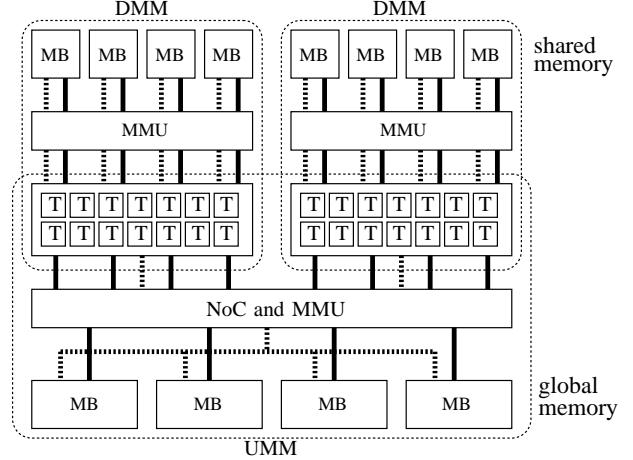 DMM DMM
MB MB MB MB MB MB MB MB
shared
memory
MMU MMU
T T T T T T T T T T T T T T
T T T T T T T T T T T T T T
NoC and MMU
MB MB MB MB
global
memory
UMM